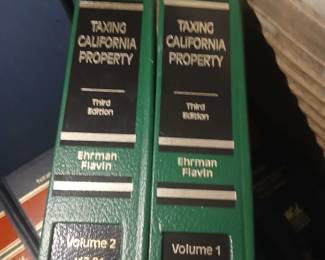 TAXING
CALIFORNIA
PROPERTY
Third
Edition
Ehrman
Flavin
Volume 2
TAXING
CALIFORNIA
PROPERTY
Third
Edition
Ehrman
Flavin
Volume 1